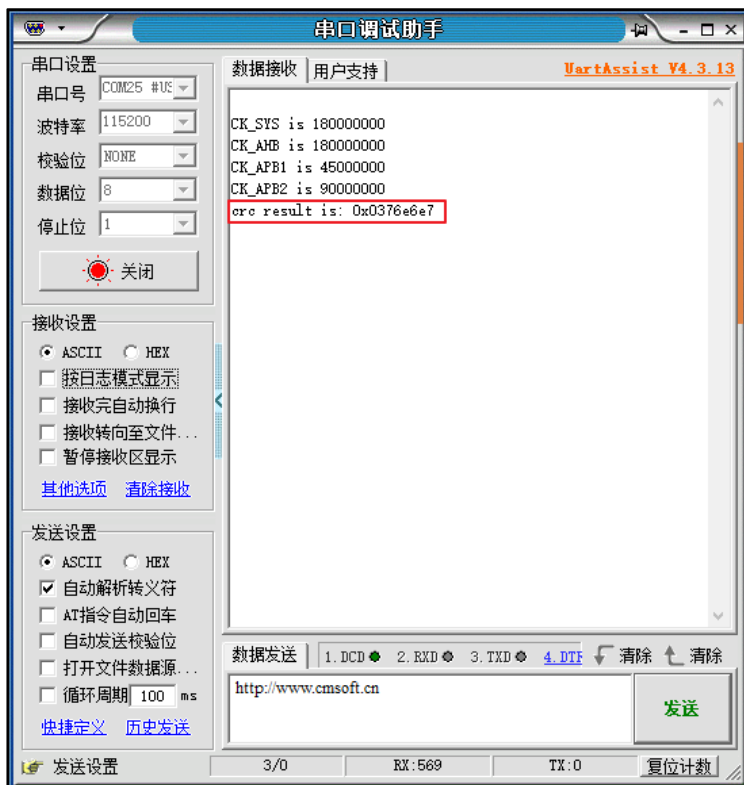 串口调试助手
串口设置
串口号 COM25 #US
波特率 115200
校验位 NONE
数据位 8
停止位 1
关闭
接收设置
ASCII HEX
按日志模式显示
接收完自动换行
接收转向至文件...
暂停接收区显示
其他选项 清除接收
发送设置
ASCII HEX
自动解析转义符
AT指令自动回车
自动发送校验位
打开文件数据源...
循环周期 100 ms
快捷定义 历史发送
数据接收 用户支持 UartAssist V4.3.13
CK_SYS is 180000000
CK_AHB is 180000000
CK_APB1 is 45000000
CK_APB2 is 90000000
crc result is: 0x0376e6e7
数据发送 1.DCD 2.RXD 3.TXD 4.DTR 清除 清除
http://www.cmsoft.cn
发送
发送设置 3/0 RX:569 TX:0 复位计数